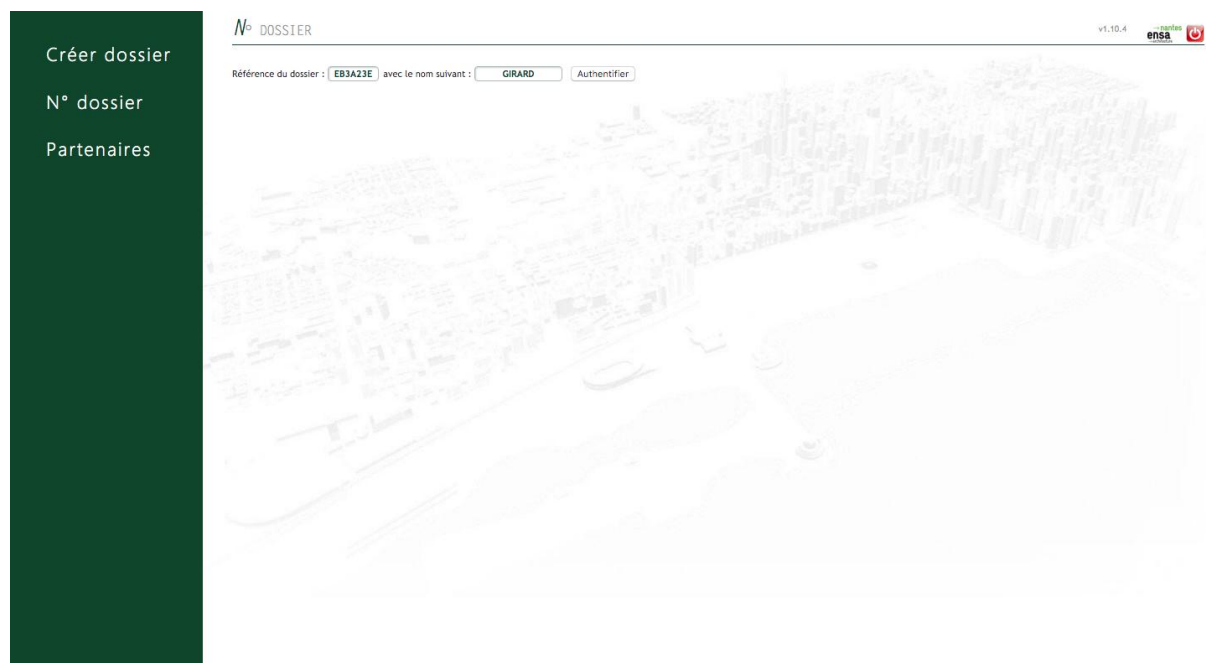 Créer dossier
N° dossier
Partenaires
N° DOSSIER
v1.10.4
nantes
ensa
architecture
Référence du dossier : EB3A23E avec le nom suivant : GIRARD Authentifier